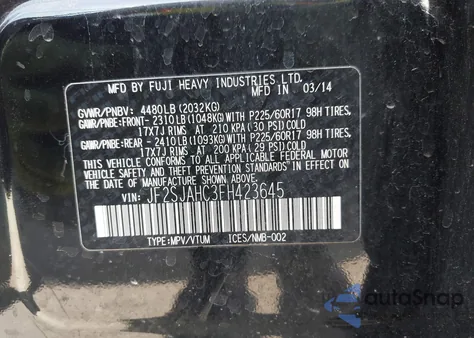 MFD BY FUJI HEAVY INDUSTRIES LTD.
MFD IN 03/14
GVWR/PNBV: 4480LB(2032KG)
GAWR/PNBE:FRONT- 2310LB(1048KG)WITH P225/60R17 98H TIRES,
17X7J RIMS AT 210 KPA(30 PSI)COLD
GAWR/PNBE:REAR - 2410LB(1093KG)WITH P225/60R17 98H TIRES,
17X7J RIMS AT 200 KPA(29 PSI)COLD
THIS VEHICLE CONFORMS TO ALL APPLICABLE FEDERAL MOTOR
VEHICLE SAFETY, BUMPER, AND THEFT PREVENTION STANDARDS
IN EFFECT ON THE DATE OF MANUFACTURE SHOWN ABOVE.
VIN: JF2SJAHC3EH423645
TYPE:MPV/VTUM ICES/NMB-002
autoSnap